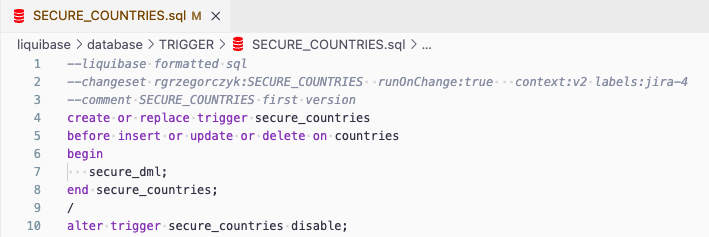 SECURE_COUNTRIES.sql M ×
liquibase > database > TRIGGER > SECURE_COUNTRIES.sql > ...
1 --liquibase formatted sql
2 --changeset rgrzegorczyk:SECURE_COUNTRIES  runOnChange:true   context:v2 labels:jira-4
3 --comment SECURE_COUNTRIES first version
4 create or replace trigger secure_countries
5 before insert or update or delete on countries
6 begin
7    secure_dml;
8 end secure_countries;
9 /
10 alter trigger secure_countries disable;